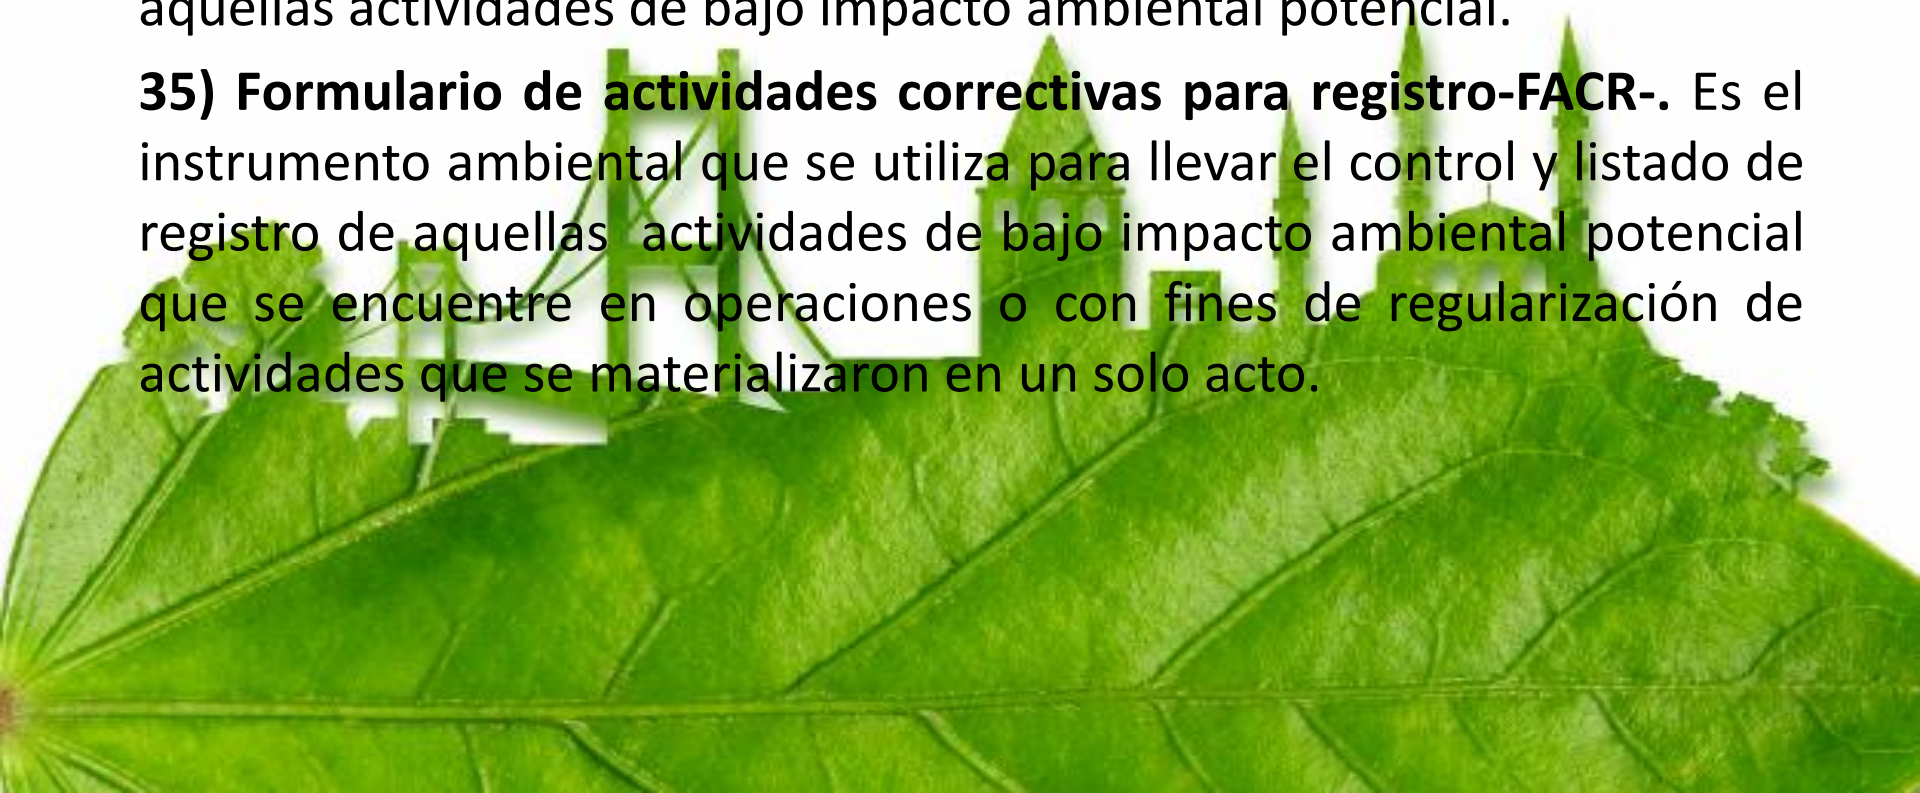 aquellas actividades de bajo impacto ambiental potencial.
35) Formulario de actividades correctivas para registro-FACR-. Es el
instrumento ambiental que se utiliza para llevar el control y listado de
registro de aquellas  actividades de bajo impacto ambiental potencial
que se encuentre en operaciones o con fines de regularización de
actividades que se materializaron en un solo acto.